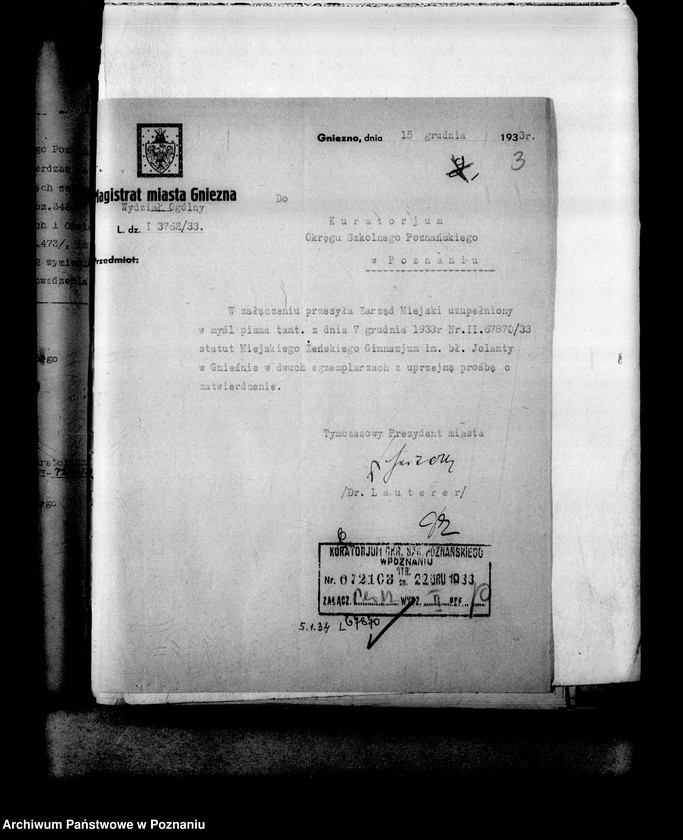 Gniezno, dnia 15 grudnia 1933r.
3
Magistrat miasta Gniezna
Wydział Ogólny
L. dz. I 3762/33.
Przedmiot:
Do
Kuratorjum
Okręgu Szkolnego Poznańskiego
w Poznaniu
W załączeniu przesyła Zarząd Miejski uzupełniony
w myśl pisma tamt. z dnia 7 grudnia 1933r Nr.II.67870/33
statut Miejskiego Żeńskiego Gimnazjum im. bł. Jolanty
w Gnieźnie w dwuch egzemplarzach z uprzejmą prośbą o
zatwierdzenie.
Tymczasowy Prezydent miasta
/Dr. Lauterer/
KURATORJUM OKR. SZK. POZNAŃSKIEGO
W POZNANIU
Nr. 072103 22 GRU 1933
ZAŁĄCZ. WYDZ. II REF.
5.1.34 L 67870
Archiwum Państwowe w Poznaniu